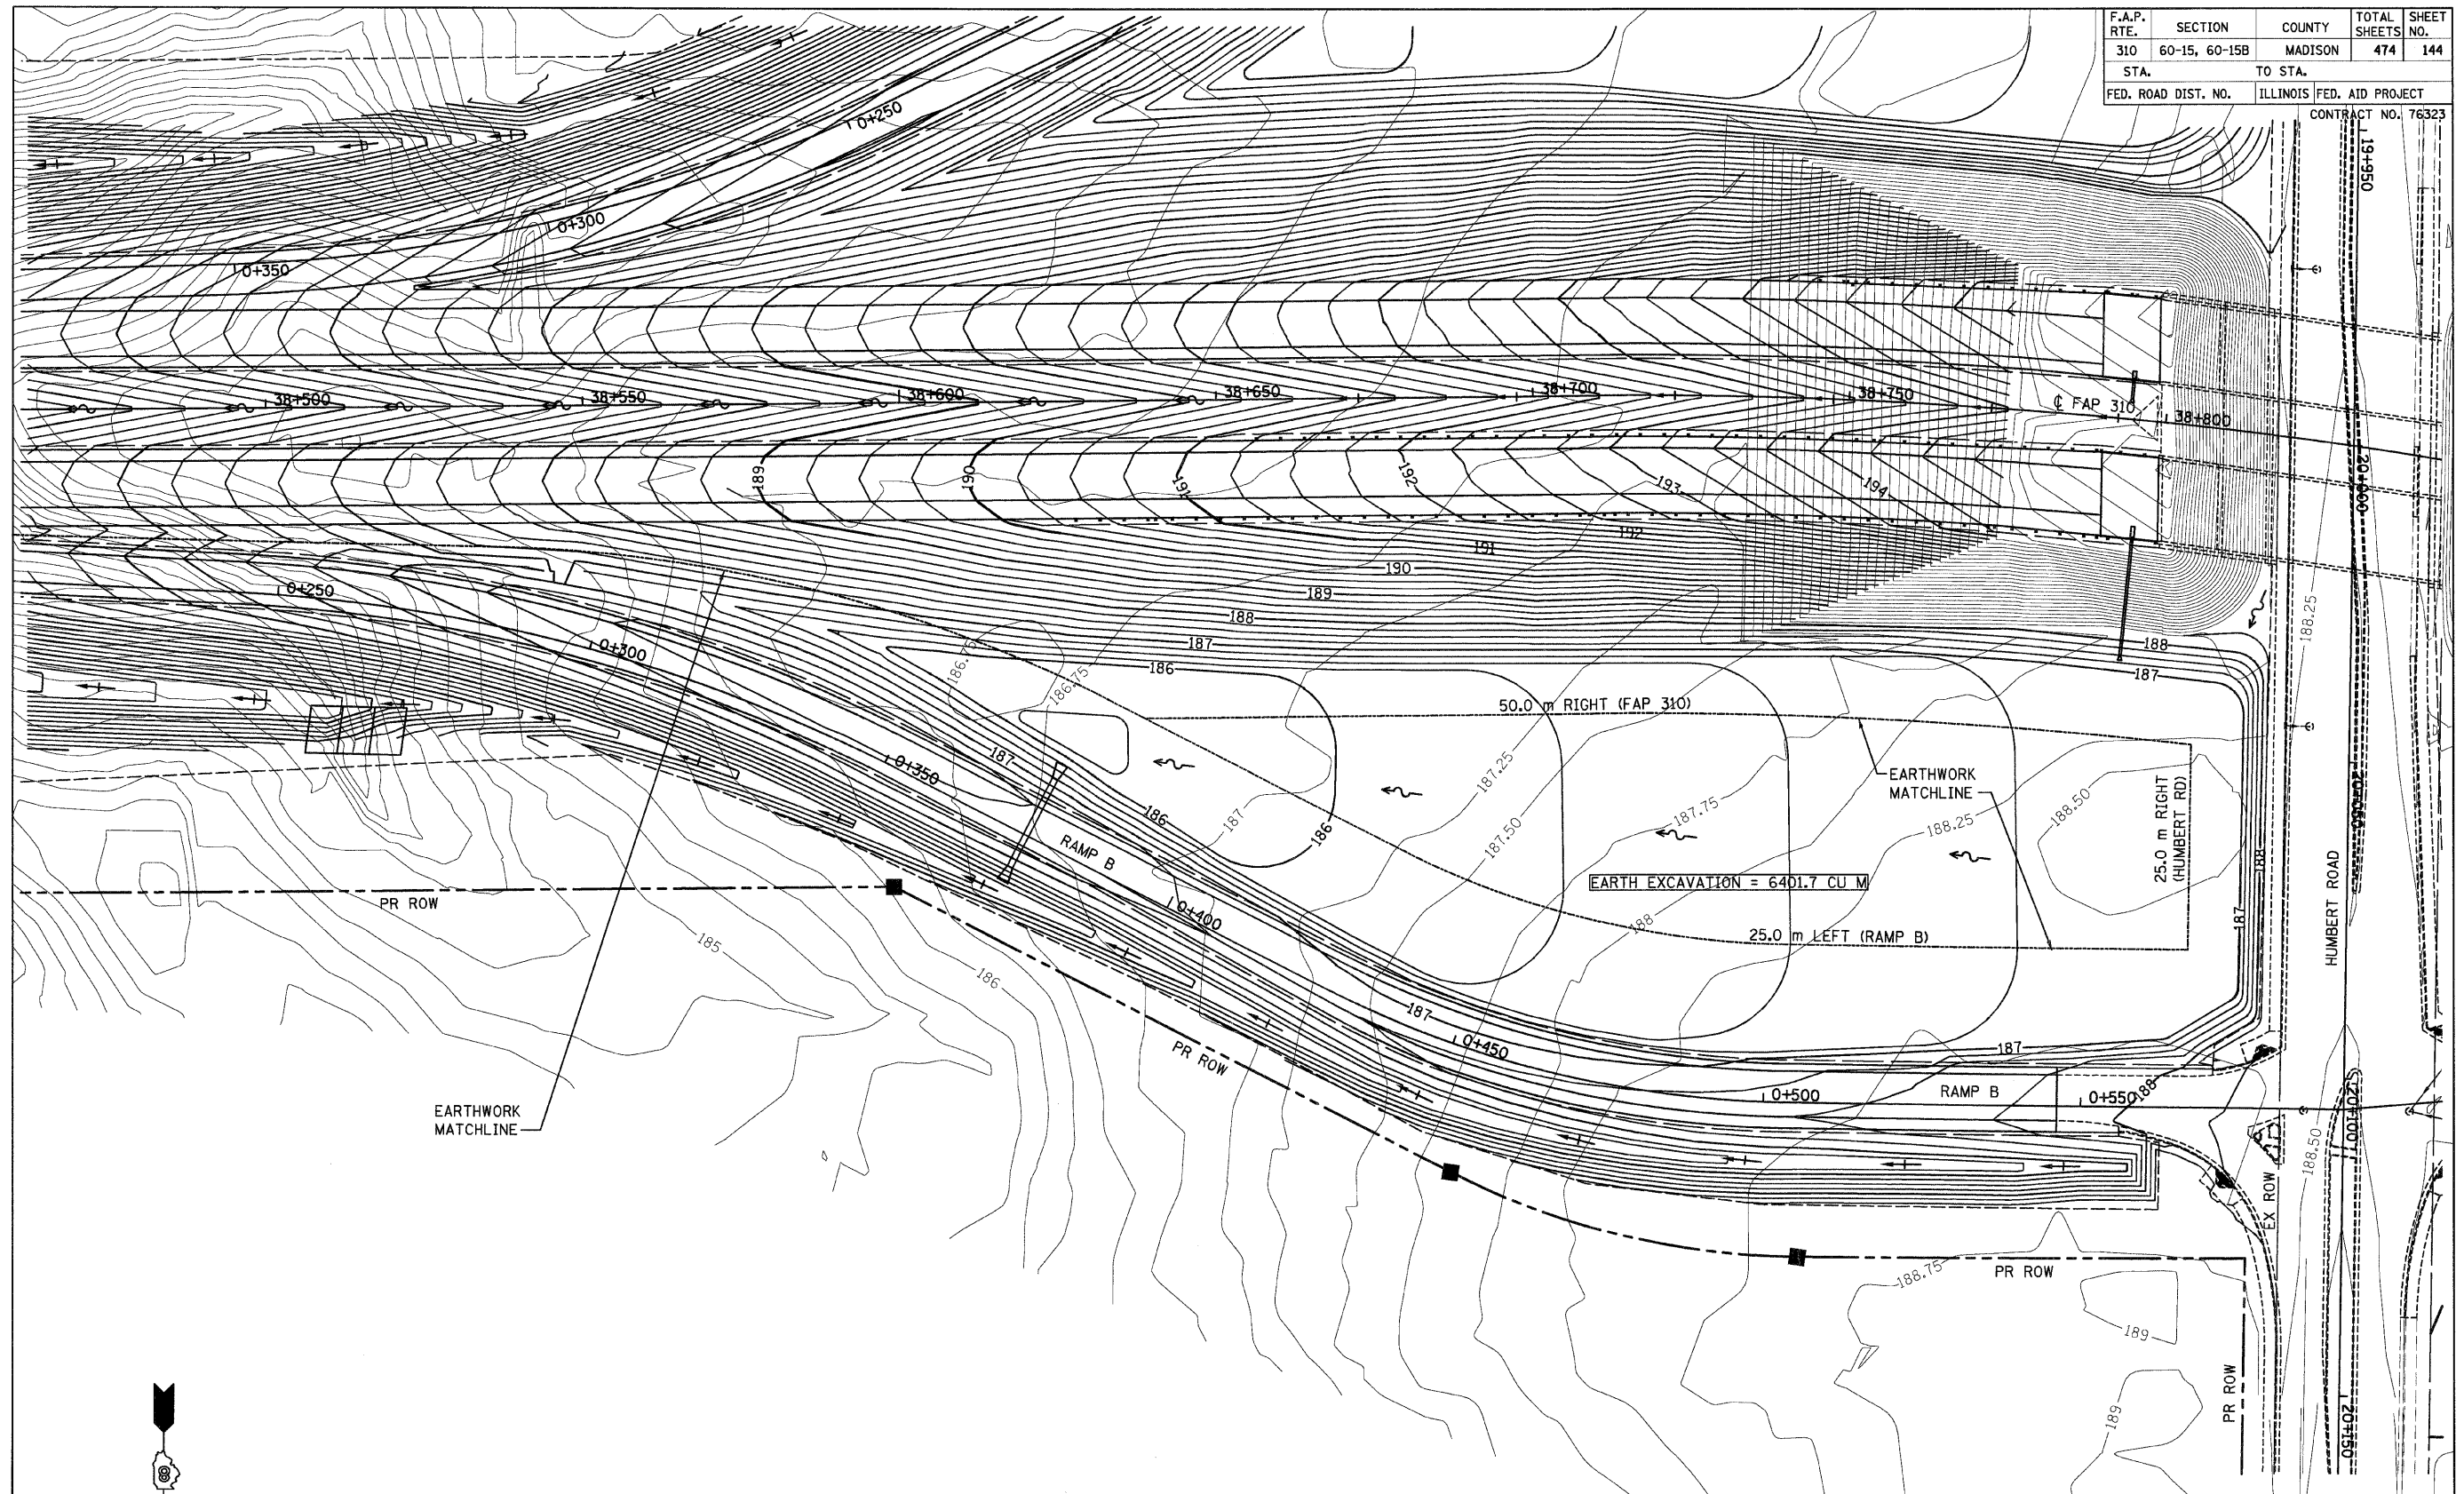 F.A.P. RTE. SECTION COUNTY TOTAL SHEETS SHEET NO.
310 60-15, 60-15B MADISON 474 144
STA. TO STA.
FED. ROAD DIST. NO. ILLINOIS FED. AID PROJECT
CONTRACT NO. 76323
0+250
0+300
0+350
19+950
38+500
38+550
38+600
38+650
38+700
38+750
℄ FAP 310
38+800
20+000
189
190
191
192
193
194
192
191
190
189
188
187
186
188
187
0+250
0+300
0+350
187
186
186.75
186.75
188.25
50.0 m RIGHT (FAP 310)
EARTHWORK
MATCHLINE
25.0 m RIGHT
(HUMBERT RD)
20+050
187
186
187.25
187.50
187.75
188.25
188.50
188
187
188
EARTH EXCAVATION = 6401.7 CU M
25.0 m LEFT (RAMP B)
HUMBERT ROAD
RAMP B
0+400
PR ROW
185
186
187
0+450
PR ROW
187
0+500
RAMP B
0+550
188
20+100
188.50
EX ROW
EARTHWORK
MATCHLINE
188.75
PR ROW
189
189
PR ROW
20+150